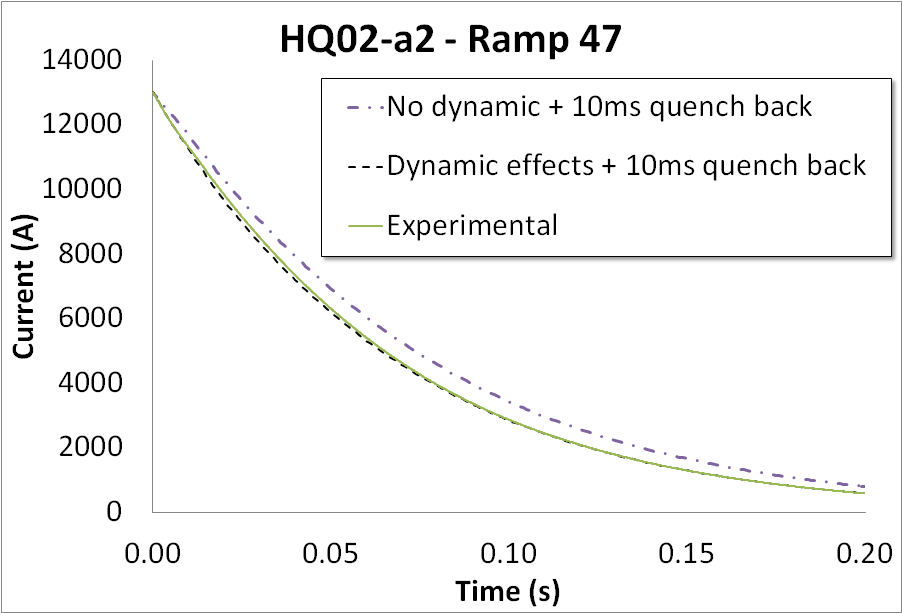 HQ02-a2 - Ramp 47
14000
12000
10000
8000
6000
4000
2000
0
Current (A)
No dynamic + 10ms quench back
Dynamic effects + 10ms quench back
Experimental
0.00
0.05
0.10
0.15
0.20
Time (s)